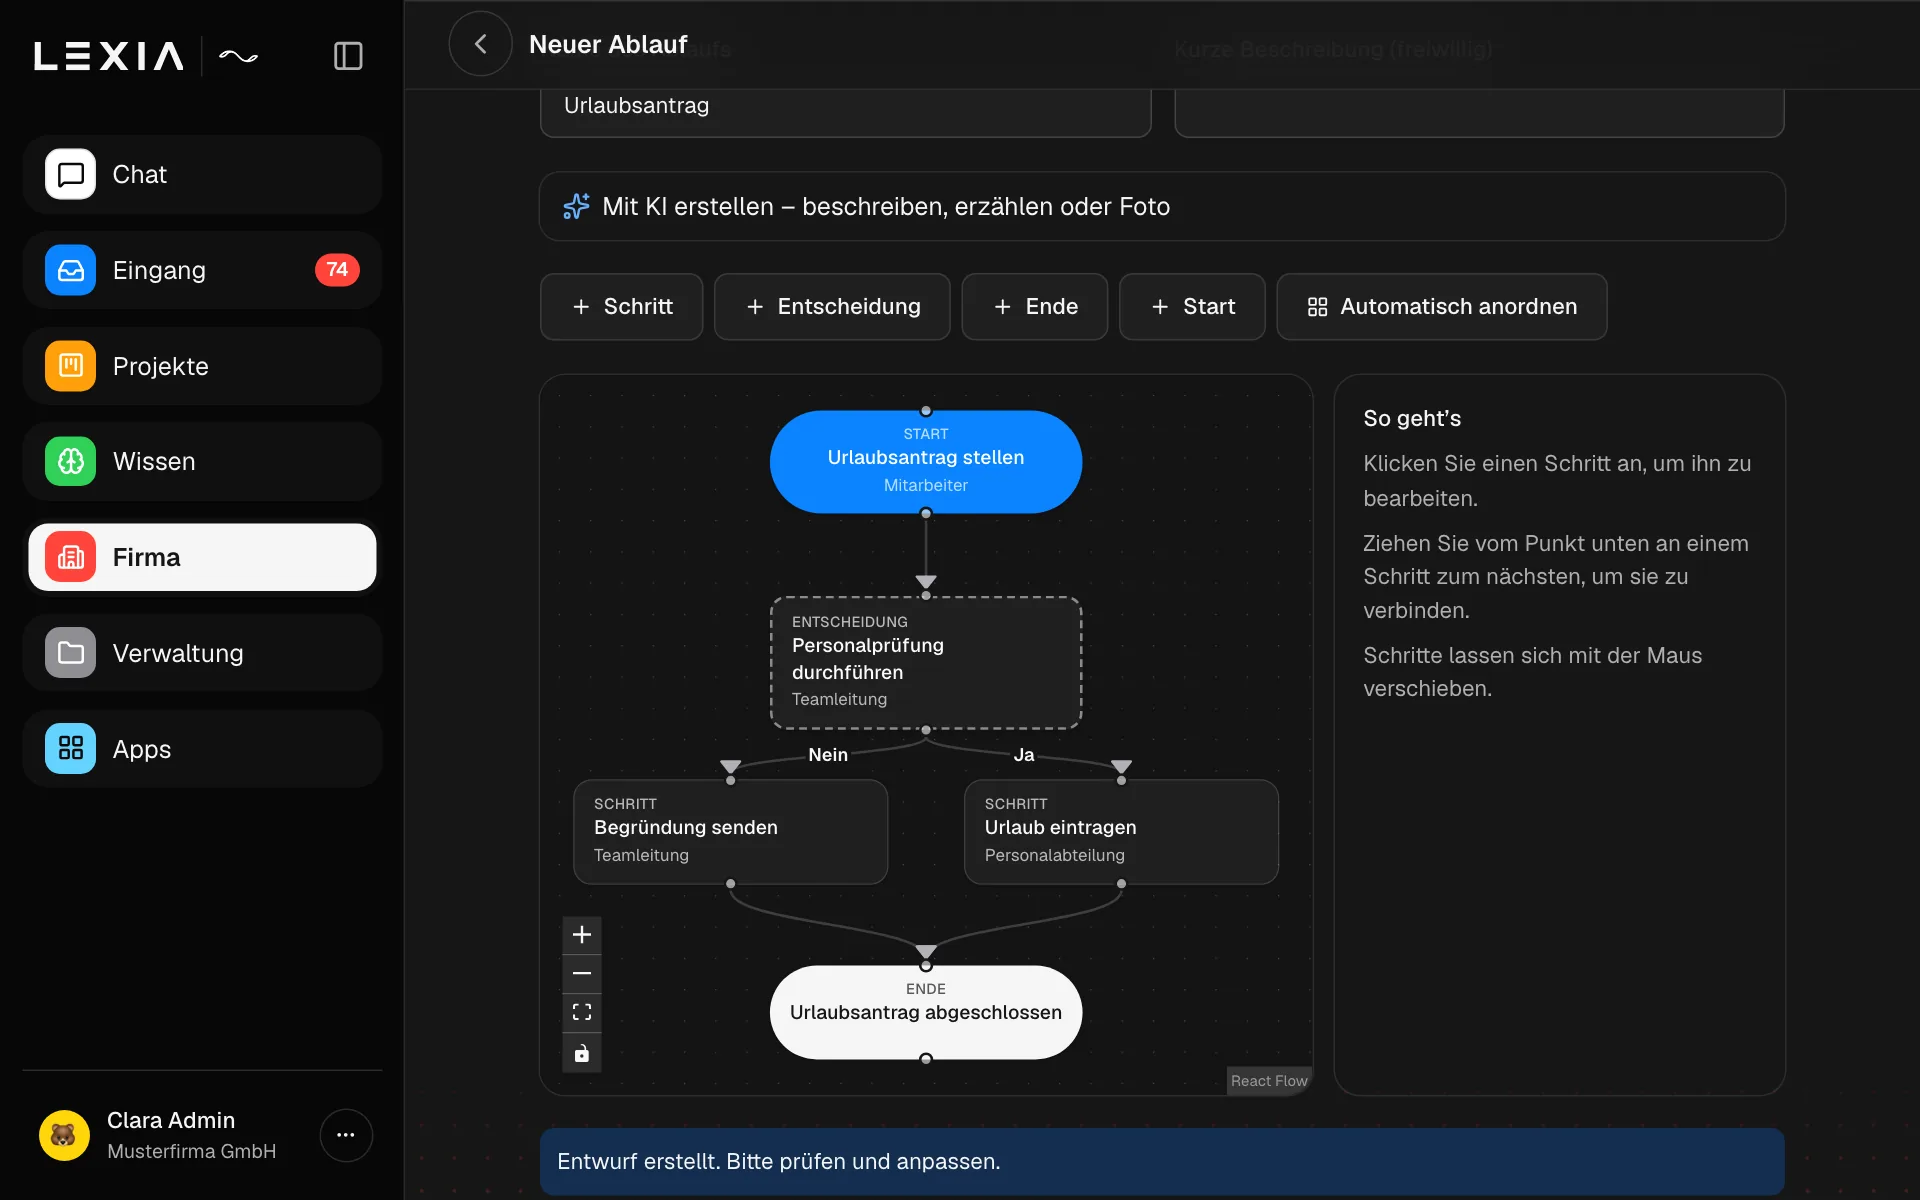 LEXIA
Chat
Eingang
74
Projekte
Wissen
Firma
Verwaltung
Apps
Clara Admin
Musterfirma GmbH
Neuer Ablauf
Kurze Beschreibung (freiwillig)
Urlaubsantrag
Mit KI erstellen – beschreiben, erzählen oder Foto
Schritt
Entscheidung
Ende
Start
Automatisch anordnen
START
Urlaubsantrag stellen
Mitarbeiter
ENTSCHEIDUNG
Personalprüfung
durchführen
Teamleitung
Nein
Ja
SCHRITT
Begründung senden
Teamleitung
SCHRITT
Urlaub eintragen
Personalabteilung
ENDE
Urlaubsantrag abgeschlossen
React Flow
So geht’s
Klicken Sie einen Schritt an, um ihn zu
bearbeiten.
Ziehen Sie vom Punkt unten an einem
Schritt zum nächsten, um sie zu
verbinden.
Schritte lassen sich mit der Maus
verschieben.
Entwurf erstellt. Bitte prüfen und anpassen.